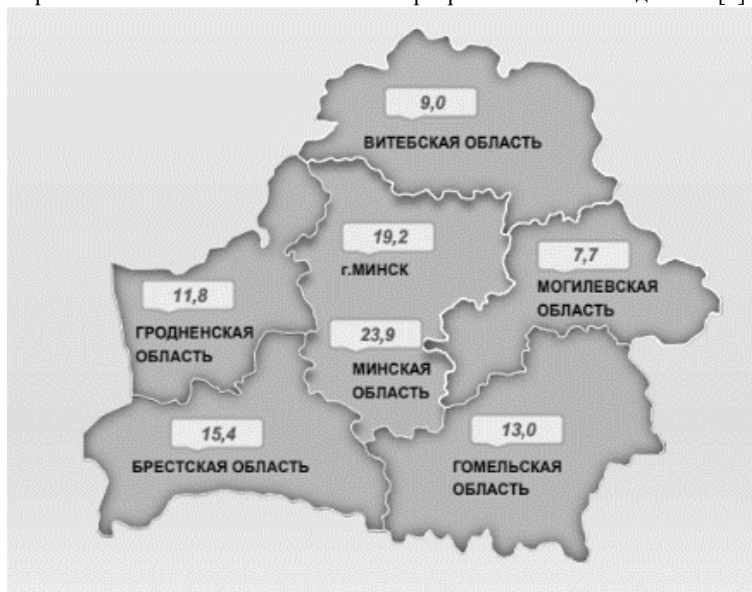 9,0
ВИТЕБСКАЯ ОБЛАСТЬ
19,2
г.МИНСК
7,7
МОГИЛЕВСКАЯ
ОБЛАСТЬ
11,8
ГРОДНЕНСКАЯ
ОБЛАСТЬ
23,9
МИНСКАЯ
ОБЛАСТЬ
15,4
БРЕСТСКАЯ ОБЛАСТЬ
13,0
ГОМЕЛЬСКАЯ
ОБЛАСТЬ